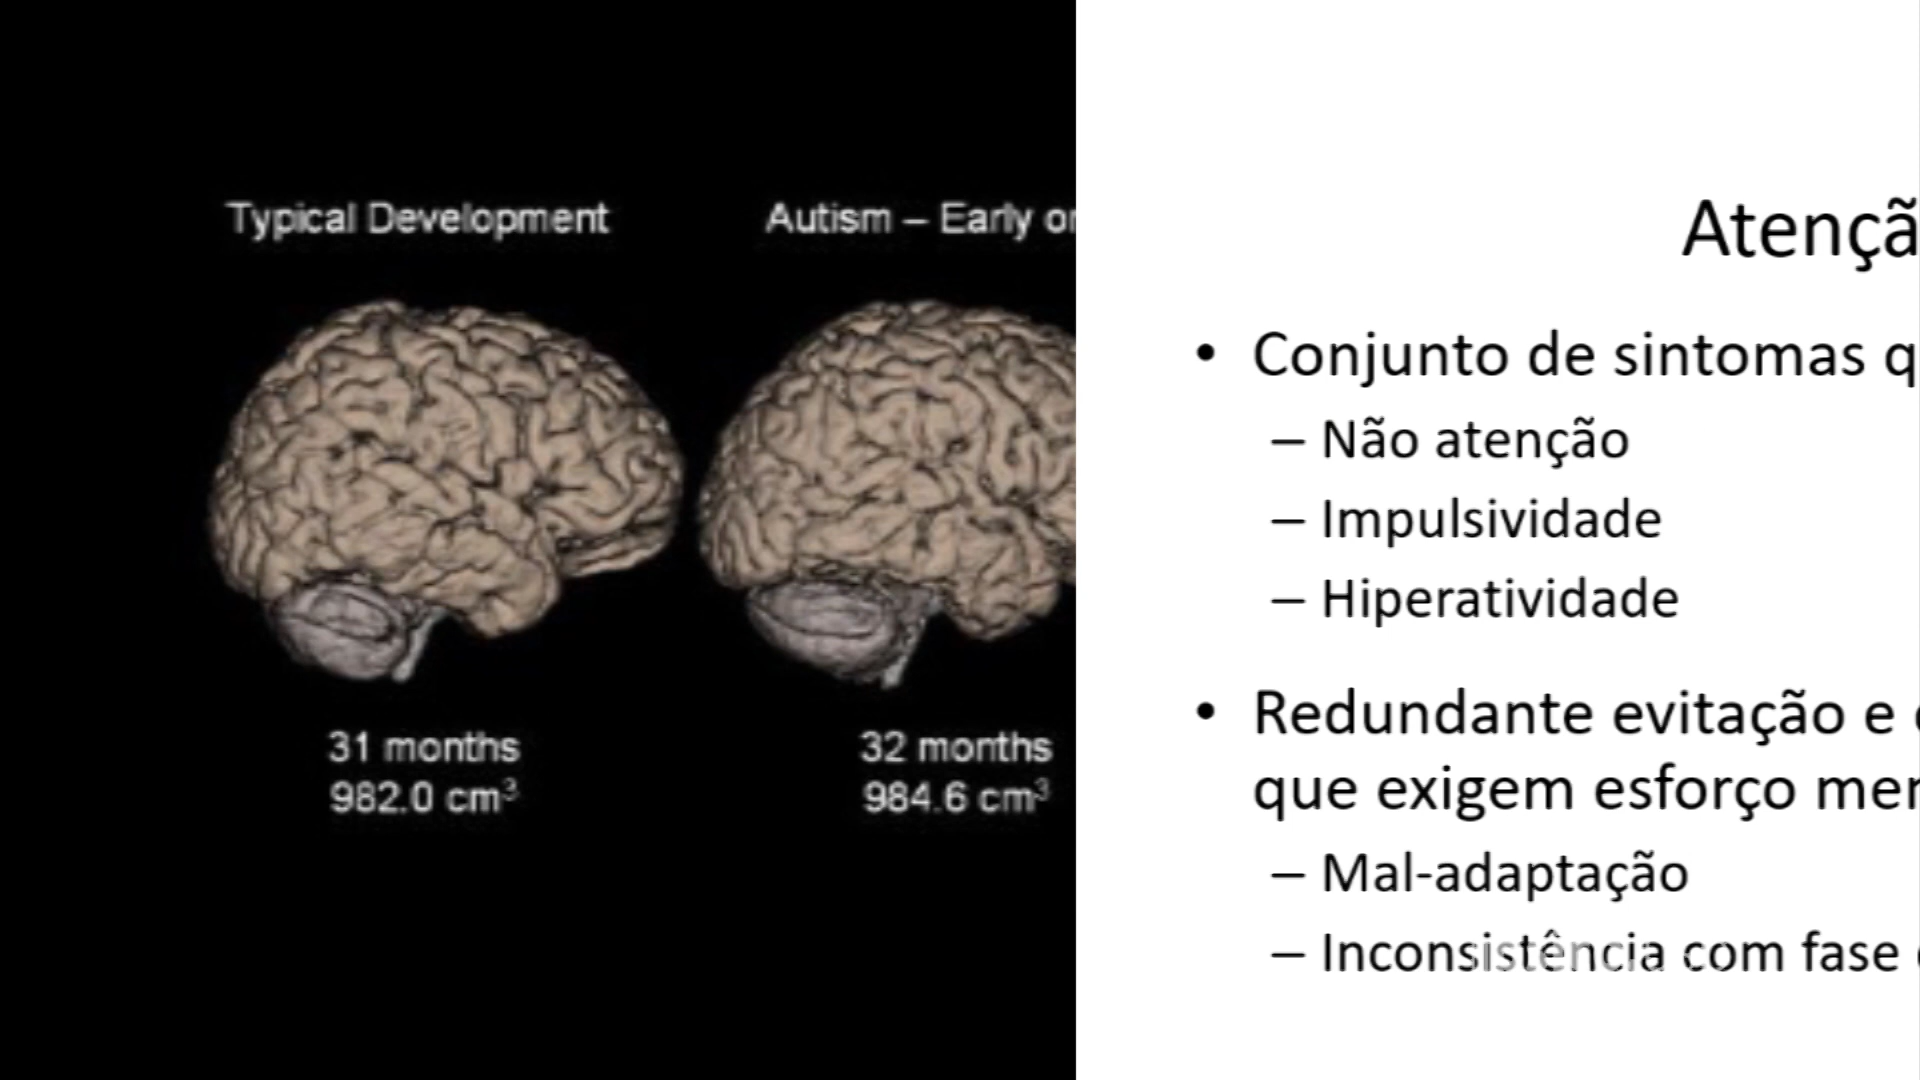 Typical Development
Autism – Early
31 months
982.0 cm³
32 months
984.6 cm³
• Conjunto de sintomas
– Não atenção
– Impulsividade
– Hiperatividade
• Redundante evitação e
que exigem esforço
– Mal-adaptação
– Inconsistência com fase